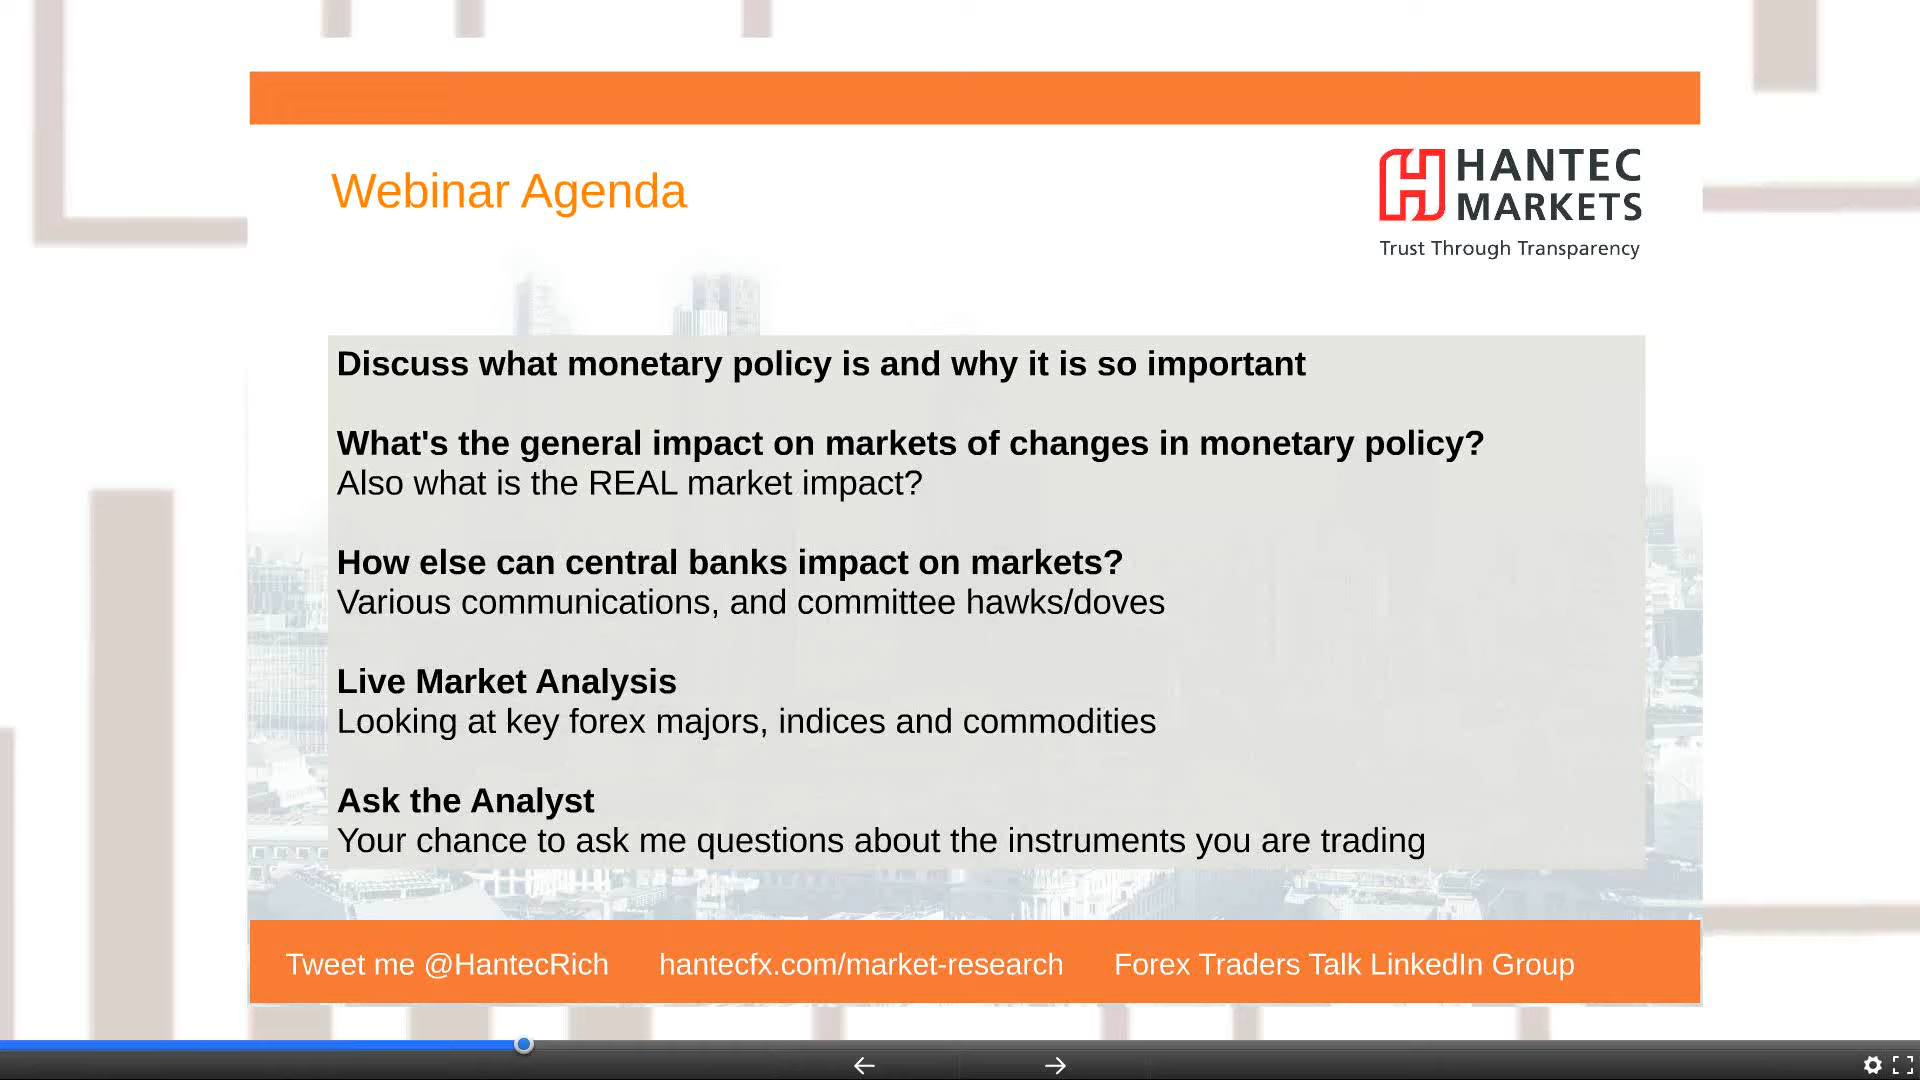 Webinar Agenda
HANTEC
MARKETS
Trust Through Transparency
Discuss what monetary policy is and why it is so important
What's the general impact on markets of changes in monetary policy?
Also what is the REAL market impact?
How else can central banks impact on markets?
Various communications, and committee hawks/doves
Live Market Analysis
Looking at key forex majors, indices and commodities
Ask the Analyst
Your chance to ask me questions about the instruments you are trading
Tweet me @HantecRich hantecfx.com/market-research Forex Traders Talk LinkedIn Group